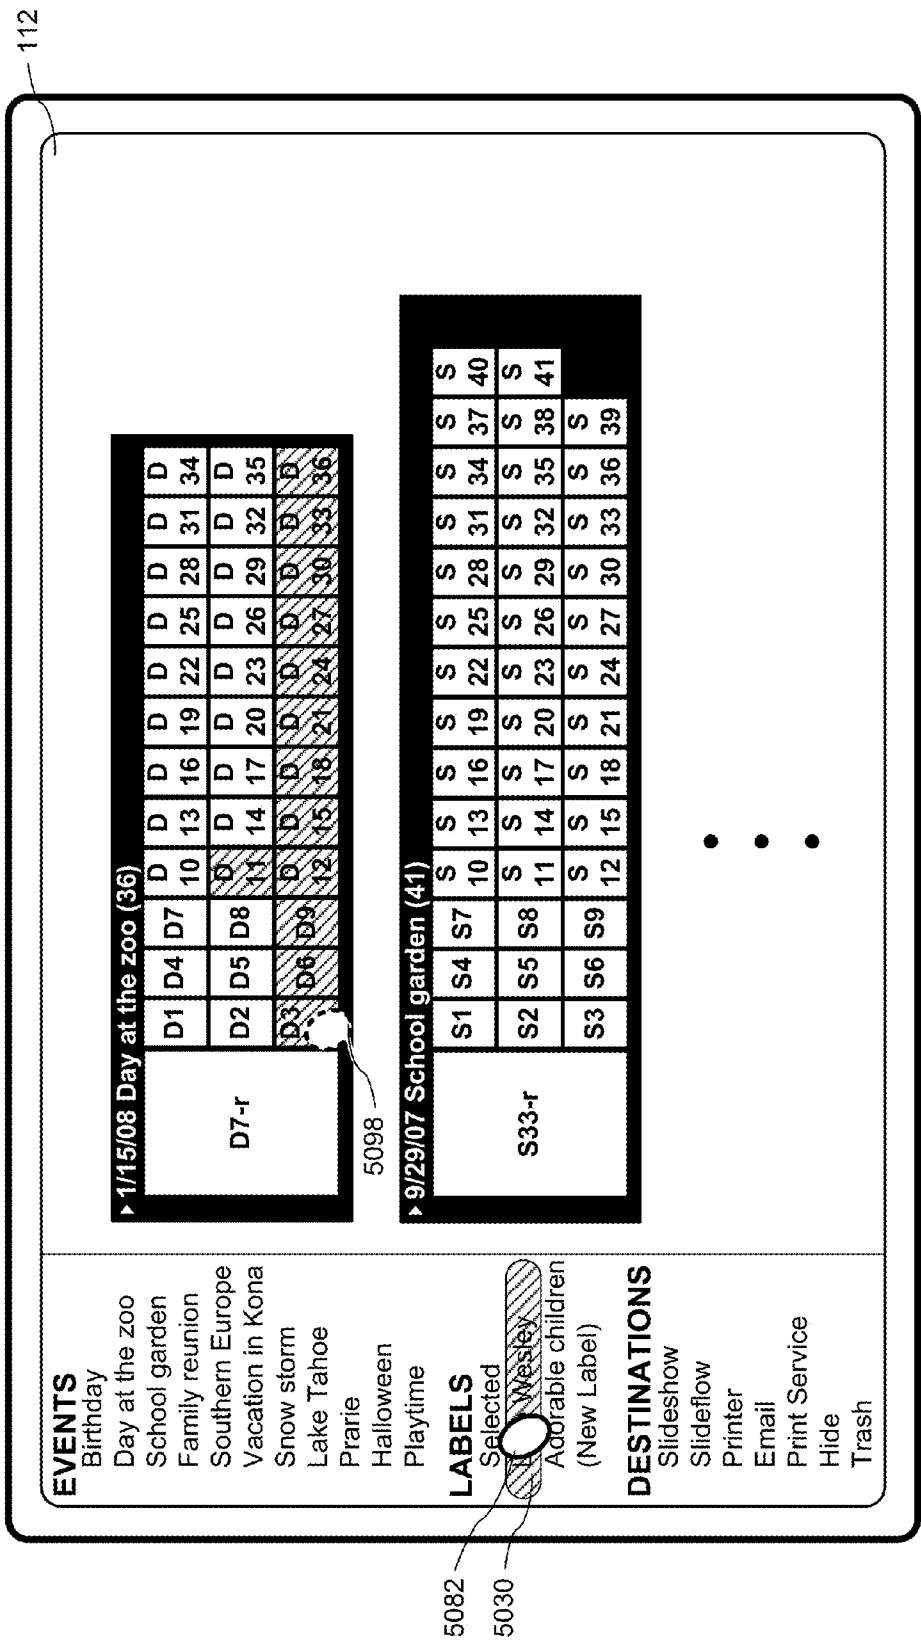 112
EVENTS
Birthday
Day at the zoo
School garden
Family reunion
Southern Europe
Vacation in Kona
Snow storm
Lake Tahoe
Prarie
Halloween
Playtime
LABELS
Selected
Wesley
Adorable children
(New Label)
DESTINATIONS
Slideshow
Slideflow
Printer
Email
Print Service
Hide
Trash
5082
5030
1/15/08 Day at the zoo (36)
D7-r
D1 D4 D7 D 10 D 13 D 16 D 19 D 22 D 25 D 28 D 31 D 34
D2 D5 D8 D 11 D 14 D 17 D 20 D 23 D 26 D 29 D 32 D 35
D3 D6 D9 D 12 D 15 D 18 D 21 D 24 D 27 D 30 D 33 D 36
5098
9/29/07 School garden (41)
S33-r
S1 S4 S7 S 10 S 13 S 16 S 19 S 22 S 25 S 28 S 31 S 34 S 37 S 40
S2 S5 S8 S 11 S 14 S 17 S 20 S 23 S 26 S 29 S 32 S 35 S 38 S 41
S3 S6 S9 S 12 S 15 S 18 S 21 S 24 S 27 S 30 S 33 S 36 S 39